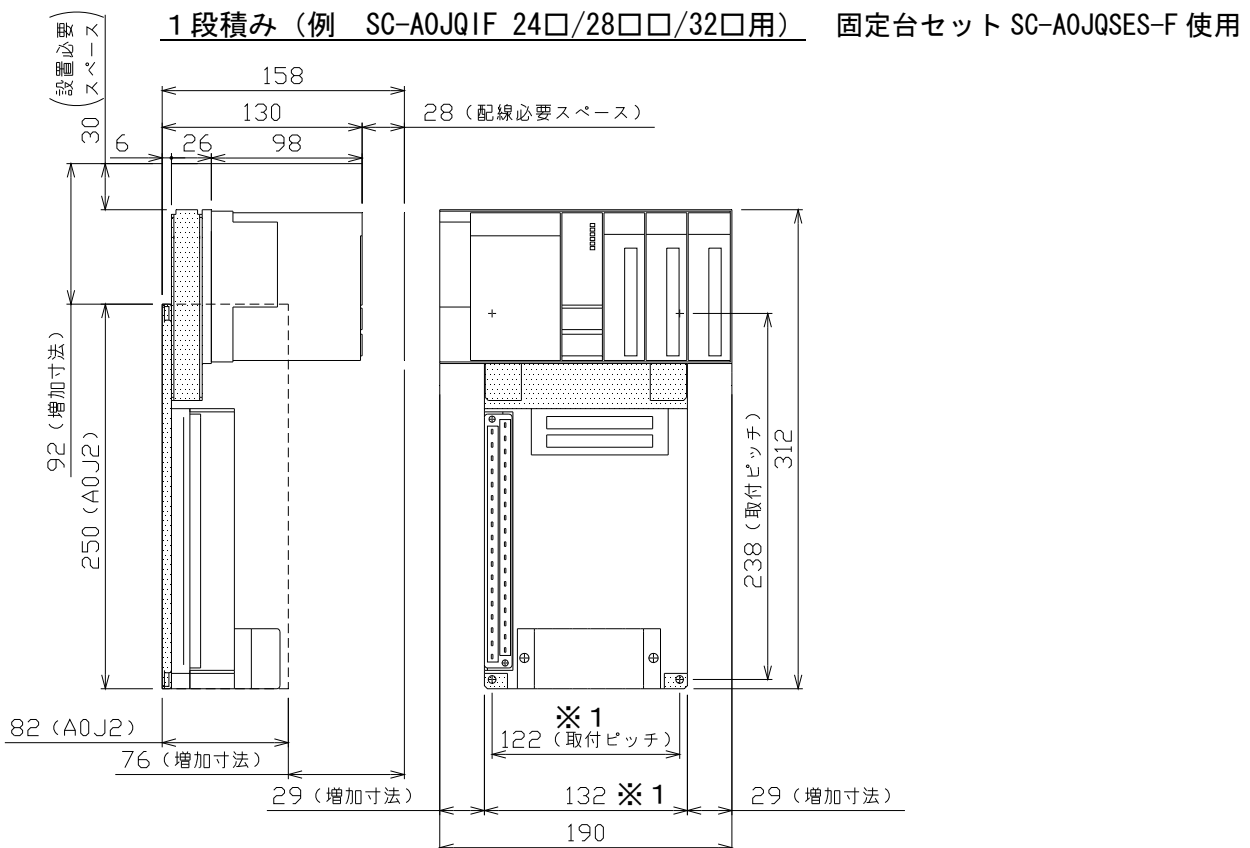 1段積み（例　SC-A0JQIF 24□/28□□/32□用）　固定台セット SC-A0JQSES-F 使用
(設置必要スペース)
30
158
130
28（配線必要スペース）
6
26
98
92（増加寸法）
250（A0J2）
238（取付ピッチ）
312
82（A0J2）
76（増加寸法）
※1
122（取付ピッチ）
29（増加寸法）
132 ※1
29（増加寸法）
190